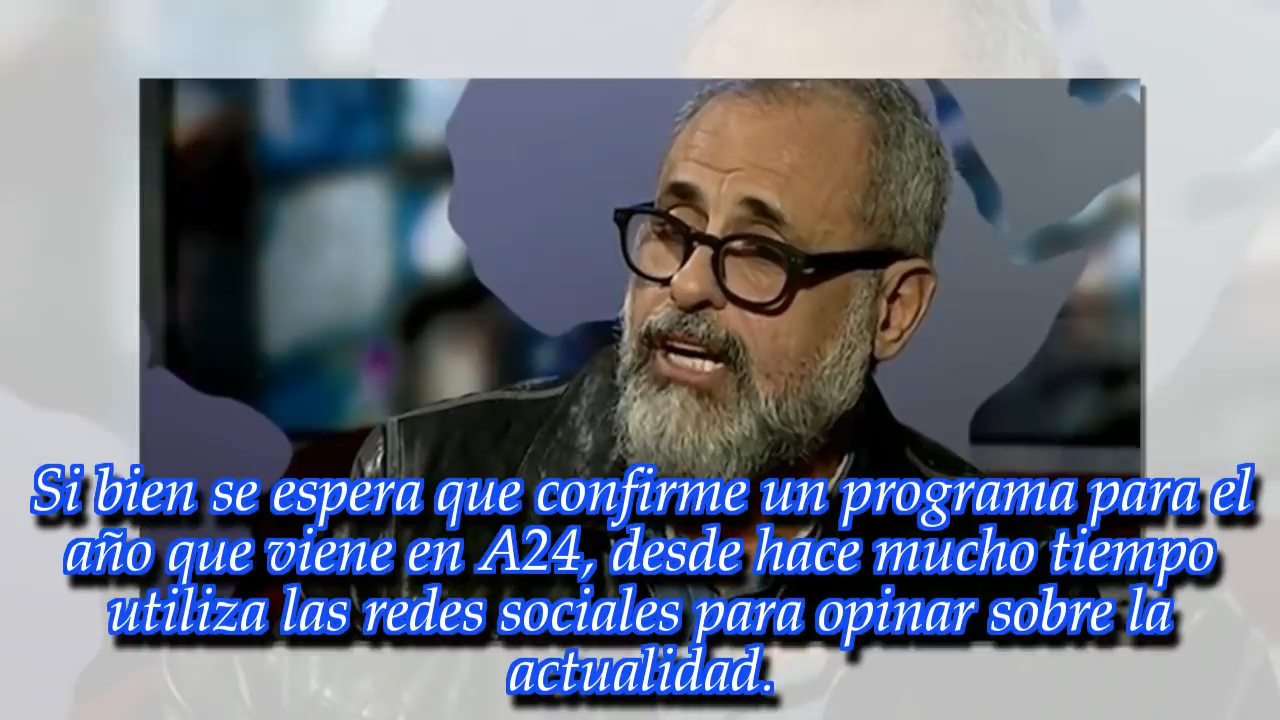 Si bien se espera que confirme un programa para el
año que viene en A24, desde hace mucho tiempo
utiliza las redes sociales para opinar sobre la
actualidad.